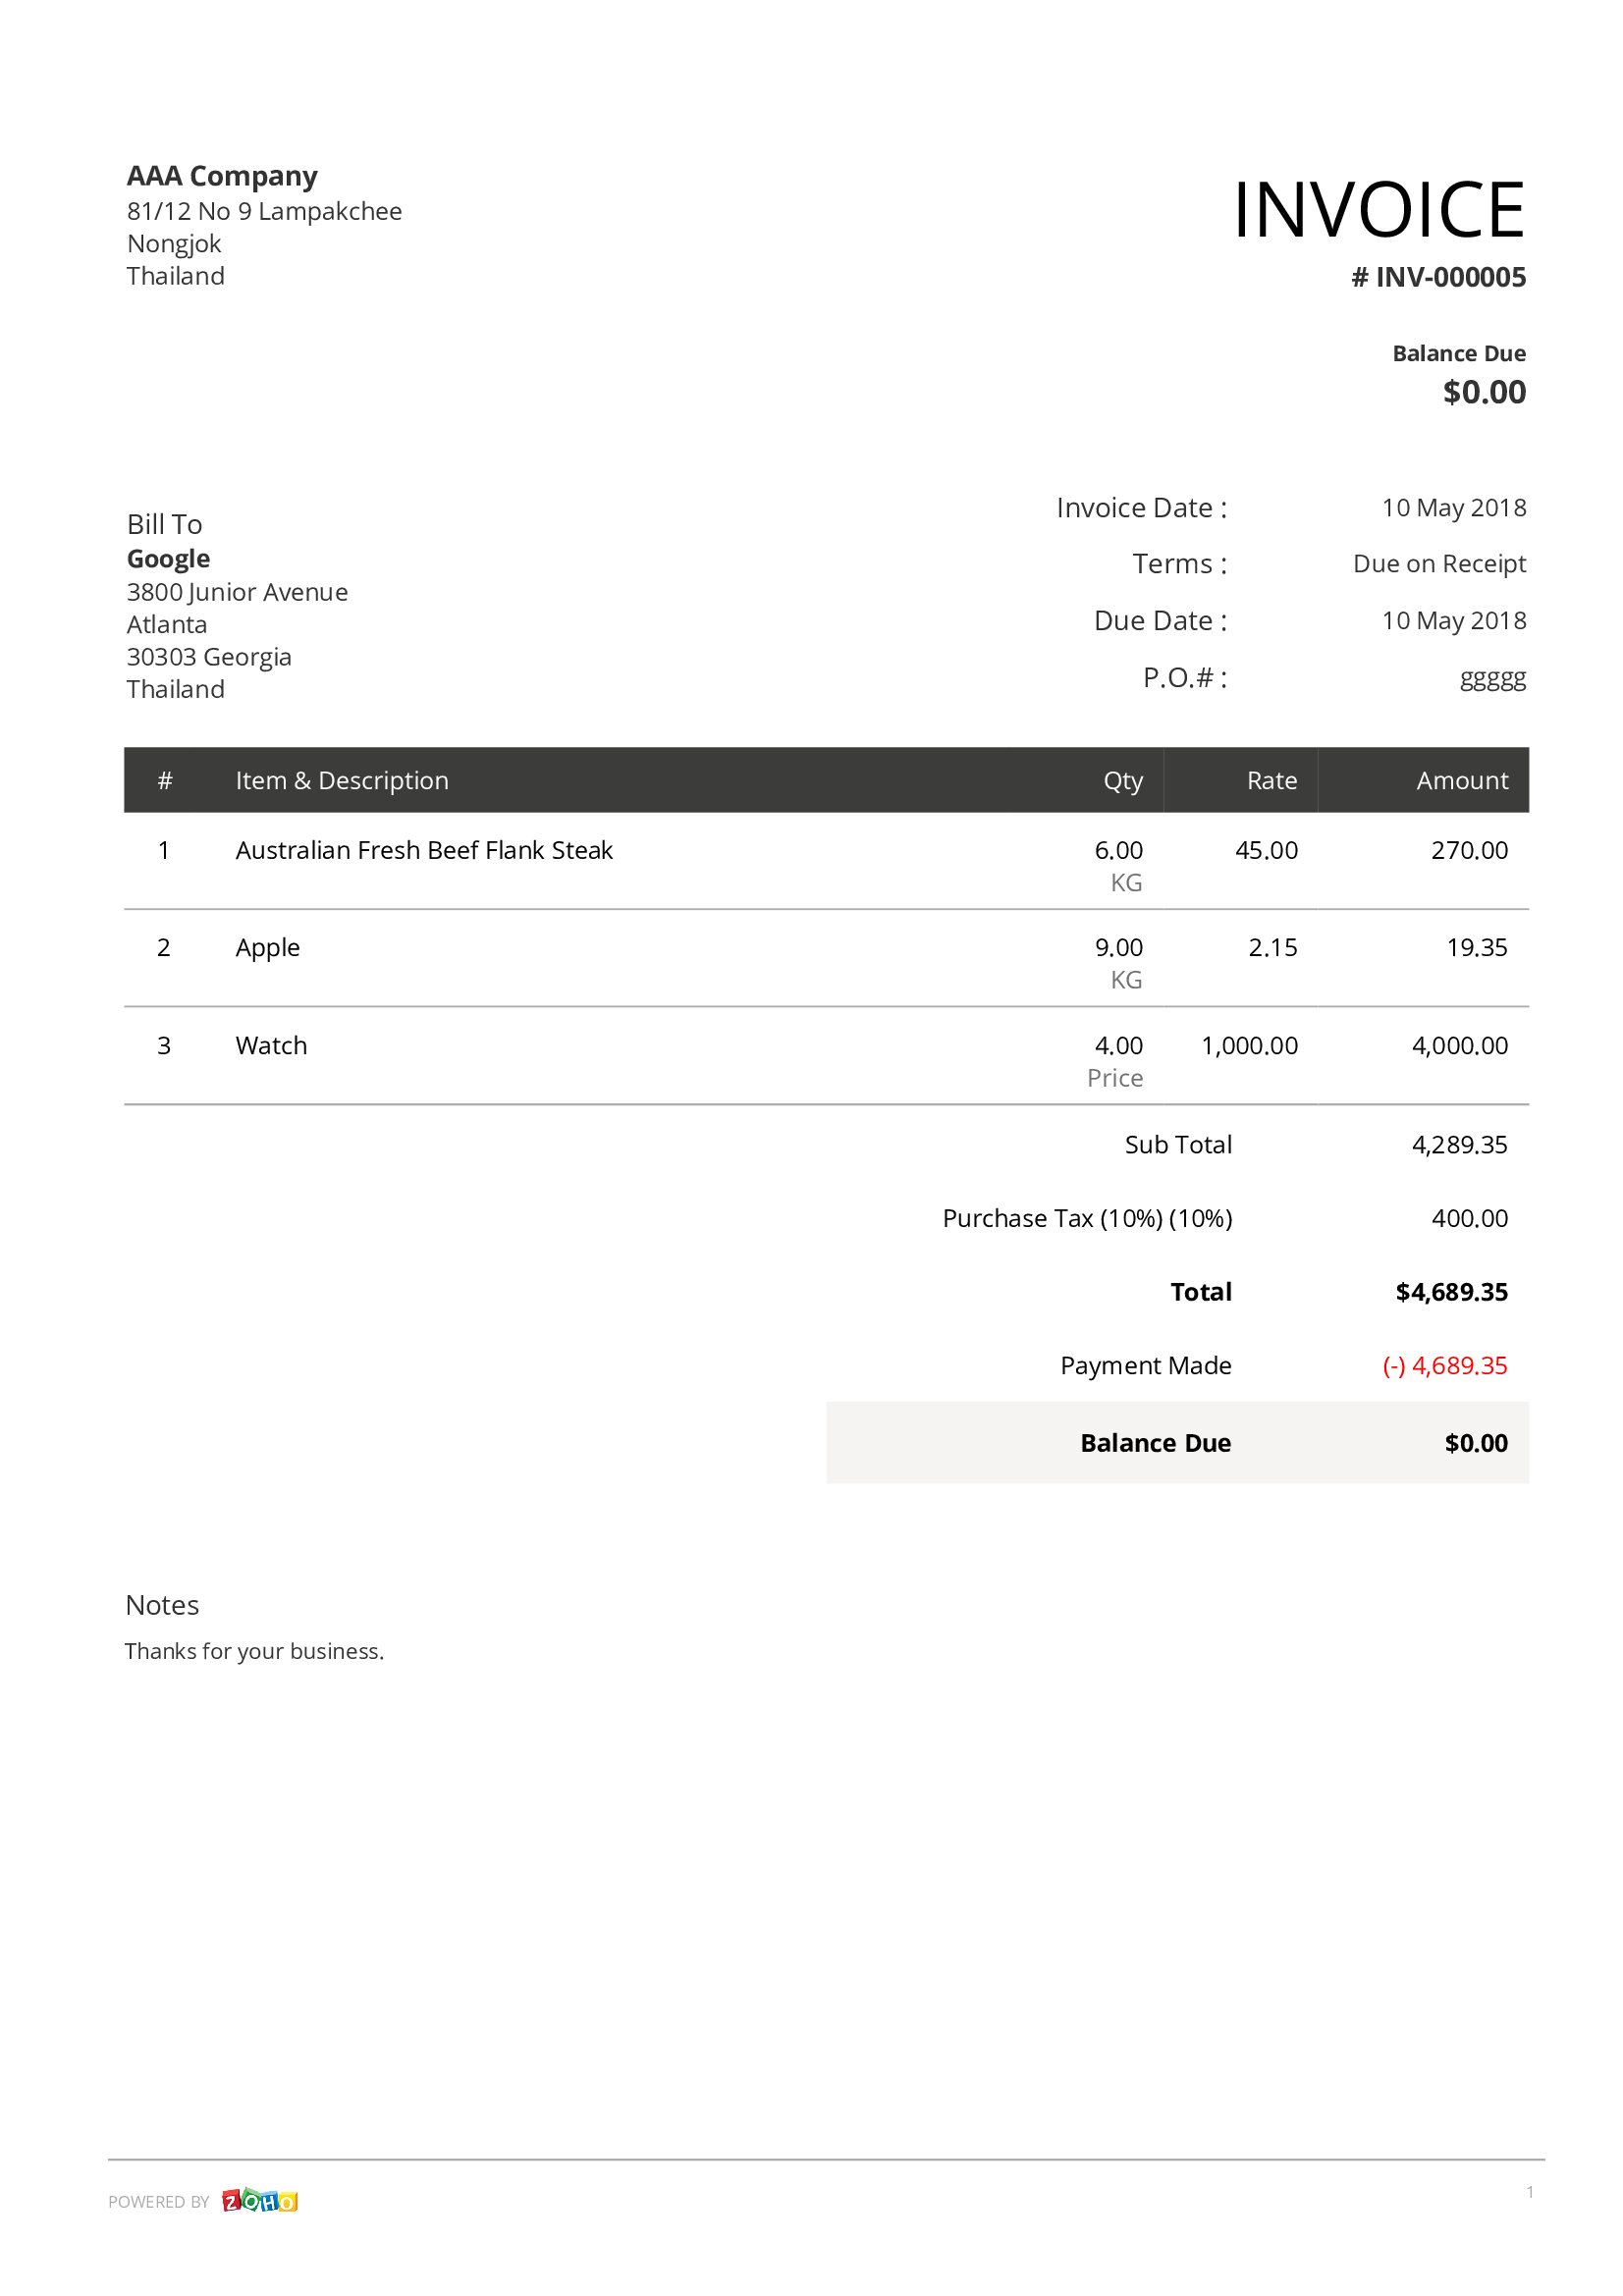 AAA Company
81/12 No 9 Lampakchee
Nongjok
Thailand
INVOICE
# INV-000005
Balance Due
$0.00
Bill To
Google
3800 Junior Avenue
Atlanta
30303 Georgia
Thailand
Invoice Date : 10 May 2018
Terms : Due on Receipt
Due Date : 10 May 2018
P.O.# : ggggg
# Item & Description Qty Rate Amount
1 Australian Fresh Beef Flank Steak 6.00 45.00 270.00
KG
2 Apple 9.00 2.15 19.35
KG
3 Watch 4.00 1,000.00 4,000.00
Price
Sub Total 4,289.35
Purchase Tax (10%) (10%) 400.00
Total $4,689.35
Payment Made (-) 4,689.35
Balance Due $0.00
Notes
Thanks for your business.
POWERED BY ZOHO 1